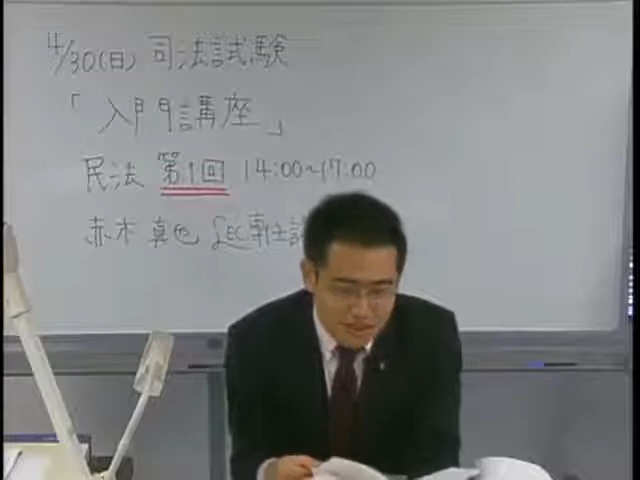 4/30(日) 司法試験
「入門講座」
民法 第1回 14:00~17:00
赤木真也 LEC専任講